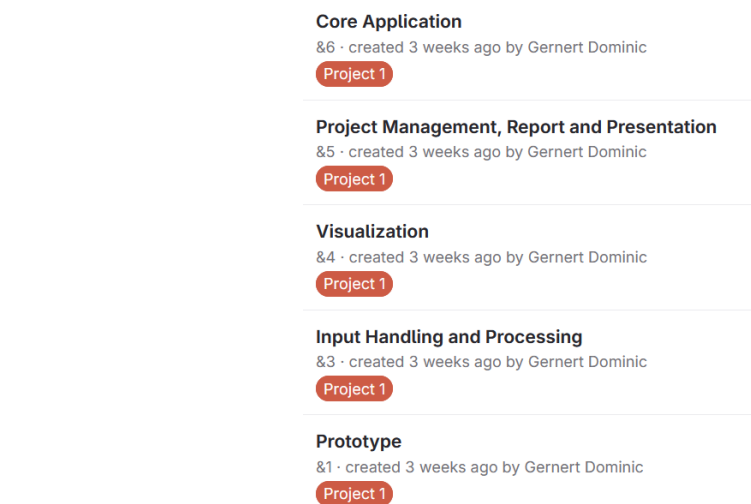 Core Application
&6 · created 3 weeks ago by Gernert Dominic
Project 1
Project Management, Report and Presentation
&5 · created 3 weeks ago by Gernert Dominic
Project 1
Visualization
&4 · created 3 weeks ago by Gernert Dominic
Project 1
Input Handling and Processing
&3 · created 3 weeks ago by Gernert Dominic
Project 1
Prototype
&1 · created 3 weeks ago by Gernert Dominic
Project 1